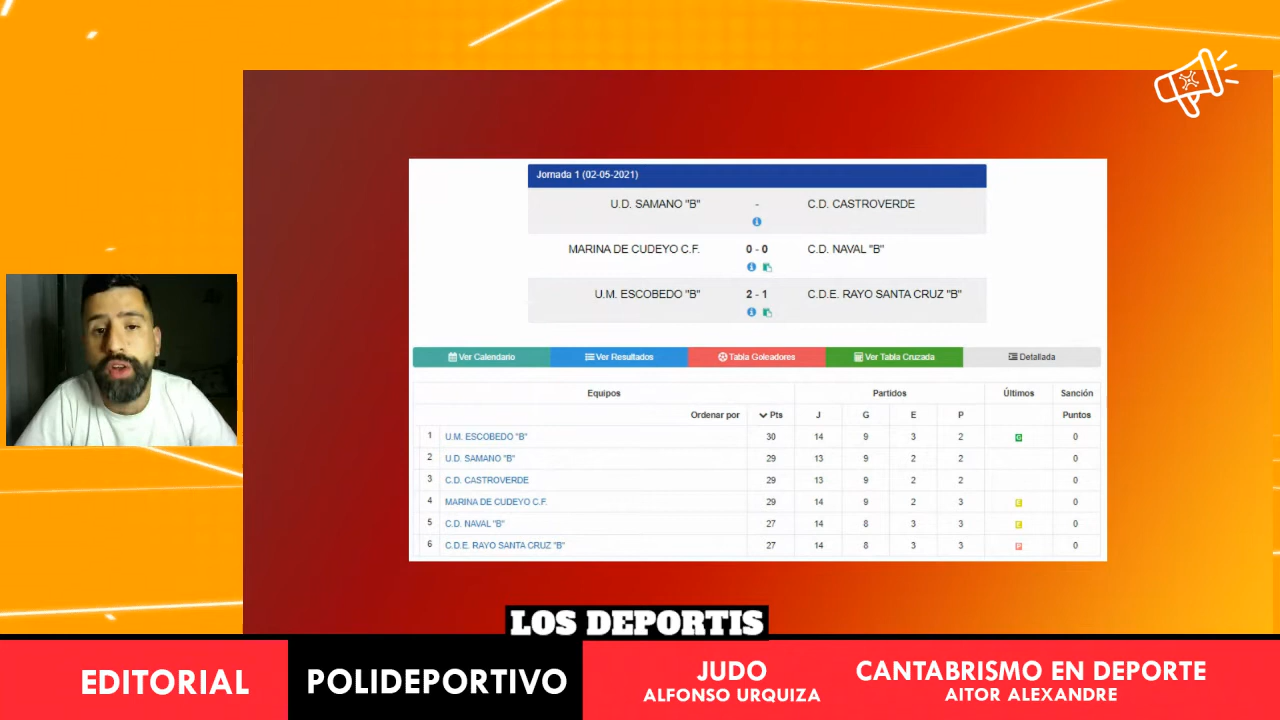 Jornada 1 (02-05-2021)
U.D. SAMANO "B" - C.D. CASTROVERDE
MARINA DE CUDEYO C.F. 0 - 0 C.D. NAVAL "B"
U.M. ESCOBEDO "B" 2 - 1 C.D.E. RAYO SANTA CRUZ "B"
Ver Calendario Ver Resultados Tabla Goleadores Ver Tabla Cruzada Detallada
Equipos Partidos Últimos Sanción
Ordenar por Pts J G E P Puntos
1 U.M. ESCOBEDO "B" 30 14 9 3 2 G 0
2 U.D. SAMANO "B" 29 13 9 2 2 0
3 C.D. CASTROVERDE 29 13 9 2 2 0
4 MARINA DE CUDEYO C.F. 29 14 9 2 3 E 0
5 C.D. NAVAL "B" 27 14 8 3 3 E 0
6 C.D.E. RAYO SANTA CRUZ "B" 27 14 8 3 3 P 0
LOS DEPORTIS
EDITORIAL
POLIDEPORTIVO
JUDO
ALFONSO URQUIZA
CANTABRISMO EN DEPORTE
AITOR ALEXANDRE